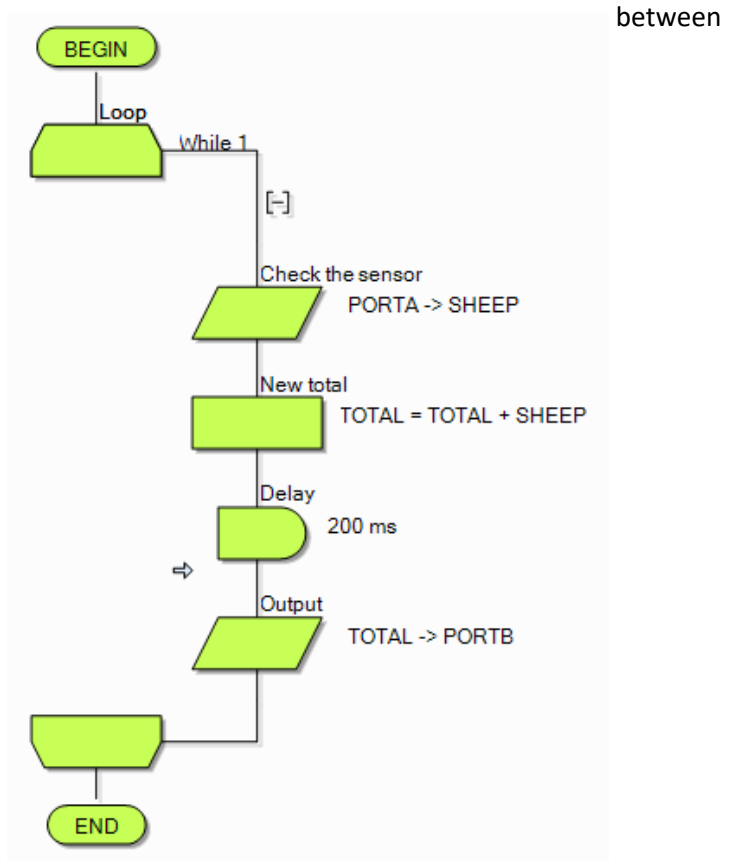 between
BEGIN
Loop
While 1
[-]
Check the sensor
PORTA -> SHEEP
New total
TOTAL = TOTAL + SHEEP
Delay
200 ms
Output
TOTAL -> PORTB
END